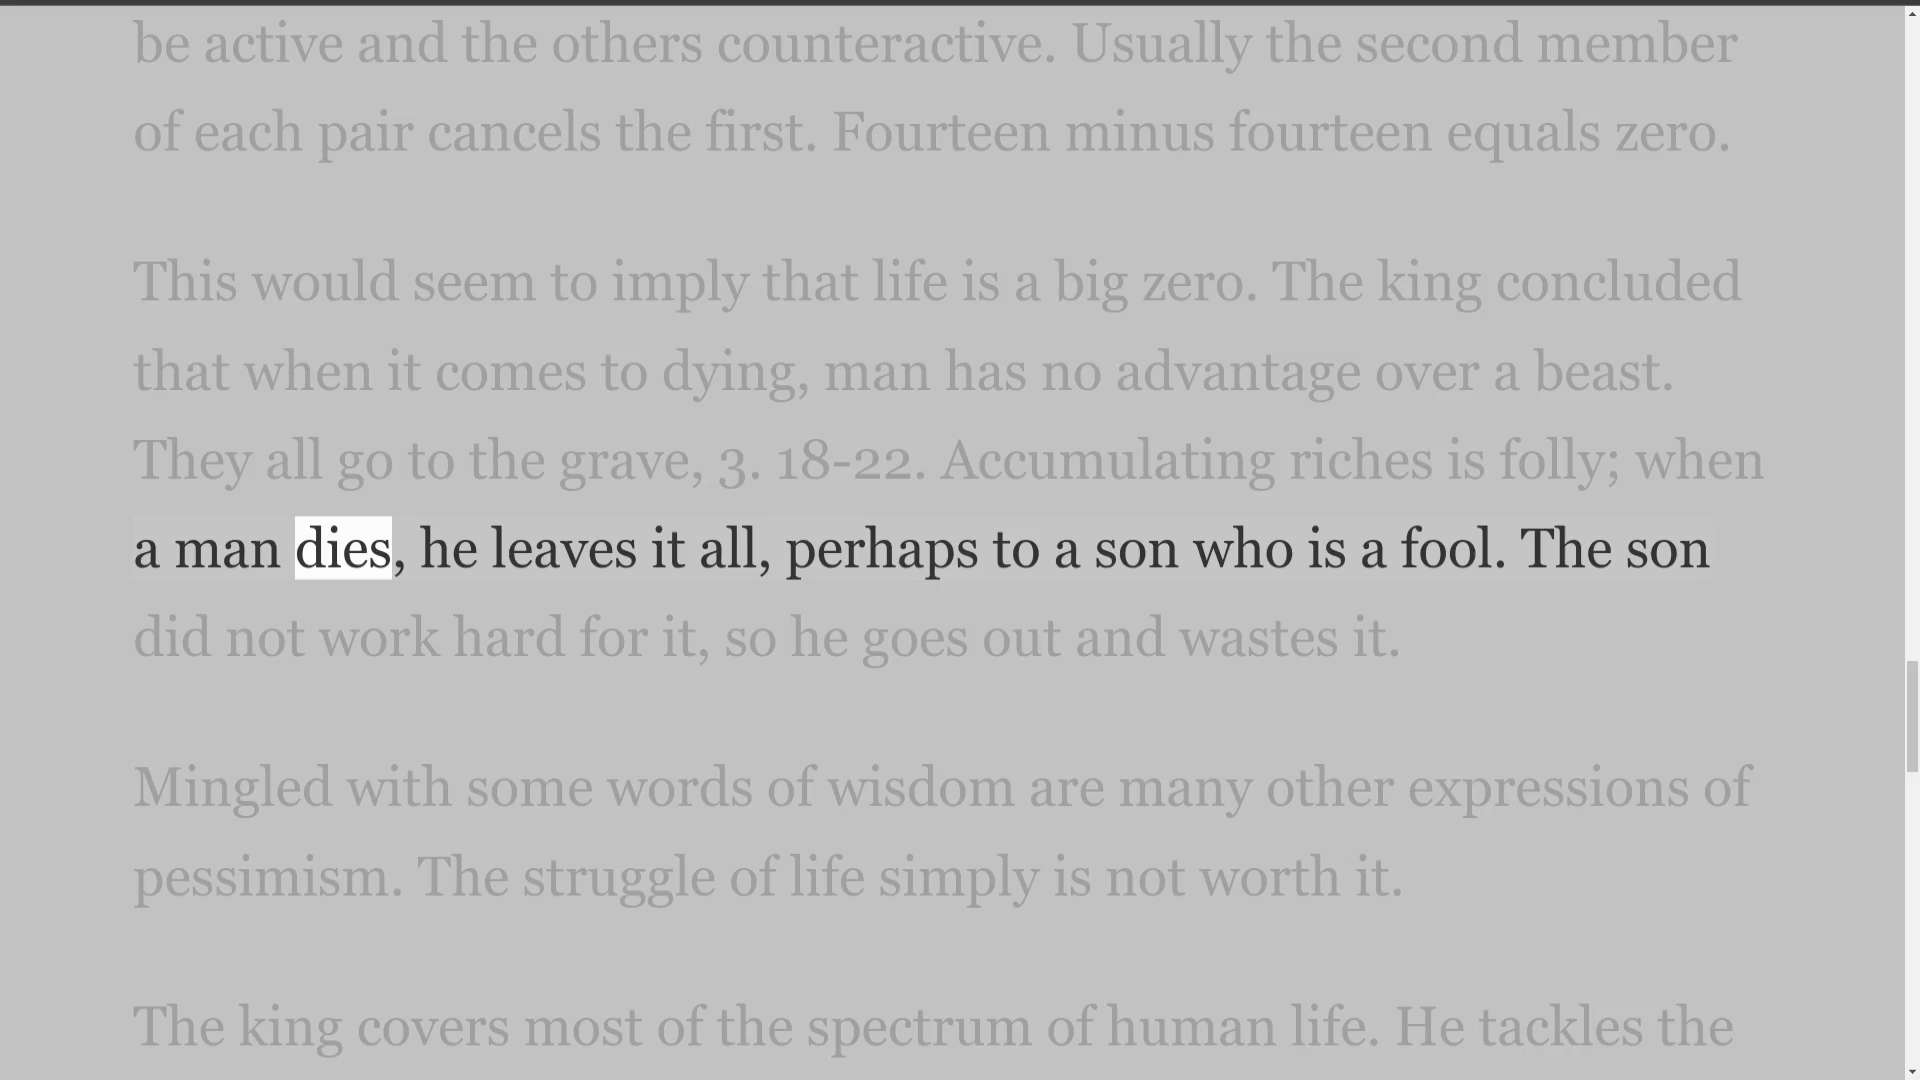 be active and the others counteractive. Usually the second member
of each pair cancels the first. Fourteen minus fourteen equals zero.
This would seem to imply that life is a big zero. The king concluded
that when it comes to dying, man has no advantage over a beast.
They all go to the grave, 3. 18-22. Accumulating riches is folly; when
a man dies, he leaves it all, perhaps to a son who is a fool. The son
did not work hard for it, so he goes out and wastes it.
Mingled with some words of wisdom are many other expressions of
pessimism. The struggle of life simply is not worth it.
The king covers most of the spectrum of human life. He tackles the